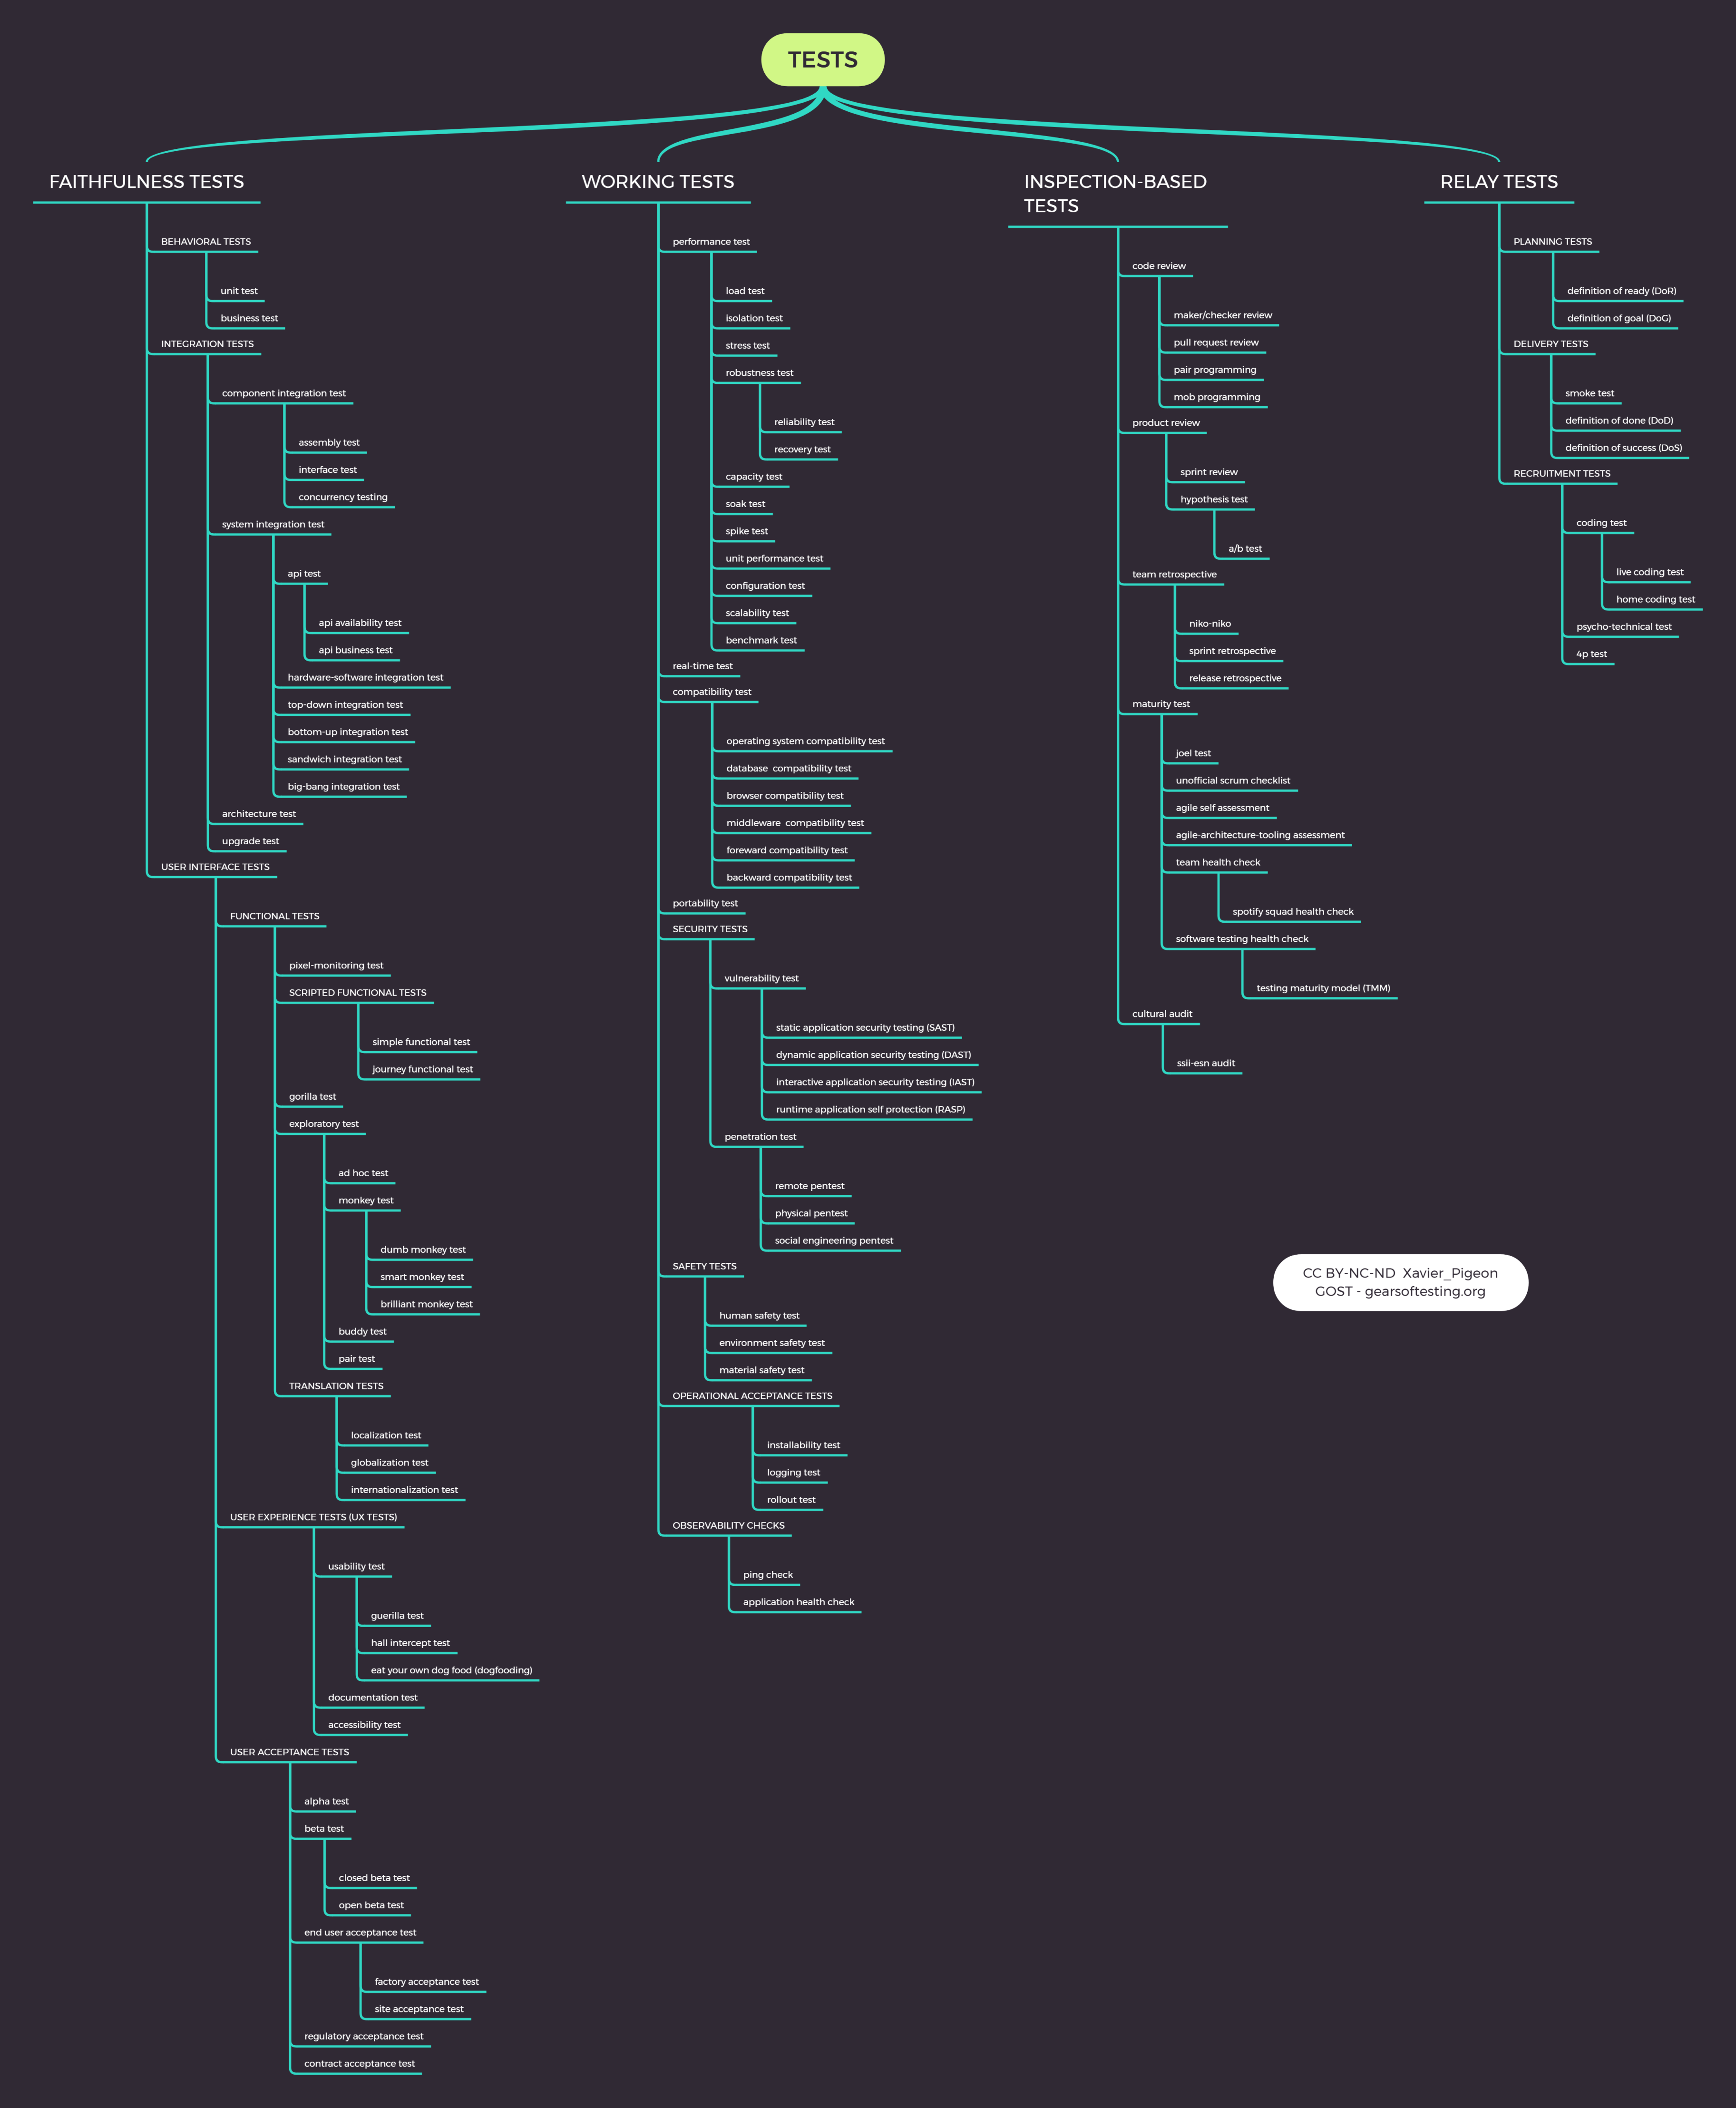 TESTS
FAITHFULNESS TESTS
BEHAVIORAL TESTS
unit test
business test
INTEGRATION TESTS
component integration test
assembly test
interface test
concurrency testing
system integration test
api test
api availability test
api business test
hardware-software integration test
top-down integration test
bottom-up integration test
sandwich integration test
big-bang integration test
architecture test
upgrade test
USER INTERFACE TESTS
FUNCTIONAL TESTS
pixel-monitoring test
SCRIPTED FUNCTIONAL TESTS
simple functional test
journey functional test
gorilla test
exploratory test
ad hoc test
monkey test
dumb monkey test
smart monkey test
brilliant monkey test
buddy test
pair test
TRANSLATION TESTS
localization test
globalization test
internationalization test
USER EXPERIENCE TESTS (UX TESTS)
usability test
guerilla test
hall intercept test
eat your own dog food (dogfooding)
documentation test
accessibility test
USER ACCEPTANCE TESTS
alpha test
beta test
closed beta test
open beta test
end user acceptance test
factory acceptance test
site acceptance test
regulatory acceptance test
contract acceptance test
WORKING TESTS
performance test
load test
isolation test
stress test
robustness test
reliability test
recovery test
capacity test
soak test
spike test
unit performance test
configuration test
scalability test
benchmark test
real-time test
compatibility test
operating system compatibility test
database  compatibility test
browser compatibility test
middleware  compatibility test
foreward compatibility test
backward compatibility test
portability test
SECURITY TESTS
vulnerability test
static application security testing (SAST)
dynamic application security testing (DAST)
interactive application security testing (IAST)
runtime application self protection (RASP)
penetration test
remote pentest
physical pentest
social engineering pentest
SAFETY TESTS
human safety test
environment safety test
material safety test
OPERATIONAL ACCEPTANCE TESTS
installability test
logging test
rollout test
OBSERVABILITY CHECKS
ping check
application health check
INSPECTION-BASED
TESTS
code review
maker/checker review
pull request review
pair programming
mob programming
product review
sprint review
hypothesis test
a/b test
team retrospective
niko-niko
sprint retrospective
release retrospective
maturity test
joel test
unofficial scrum checklist
agile self assessment
agile-architecture-tooling assessment
team health check
spotify squad health check
software testing health check
testing maturity model (TMM)
cultural audit
ssii-esn audit
RELAY TESTS
PLANNING TESTS
definition of ready (DoR)
definition of goal (DoG)
DELIVERY TESTS
smoke test
definition of done (DoD)
definition of success (DoS)
RECRUITMENT TESTS
coding test
live coding test
home coding test
psycho-technical test
4p test
CC BY-NC-ND  Xavier_Pigeon
GOST - gearsoftesting.org